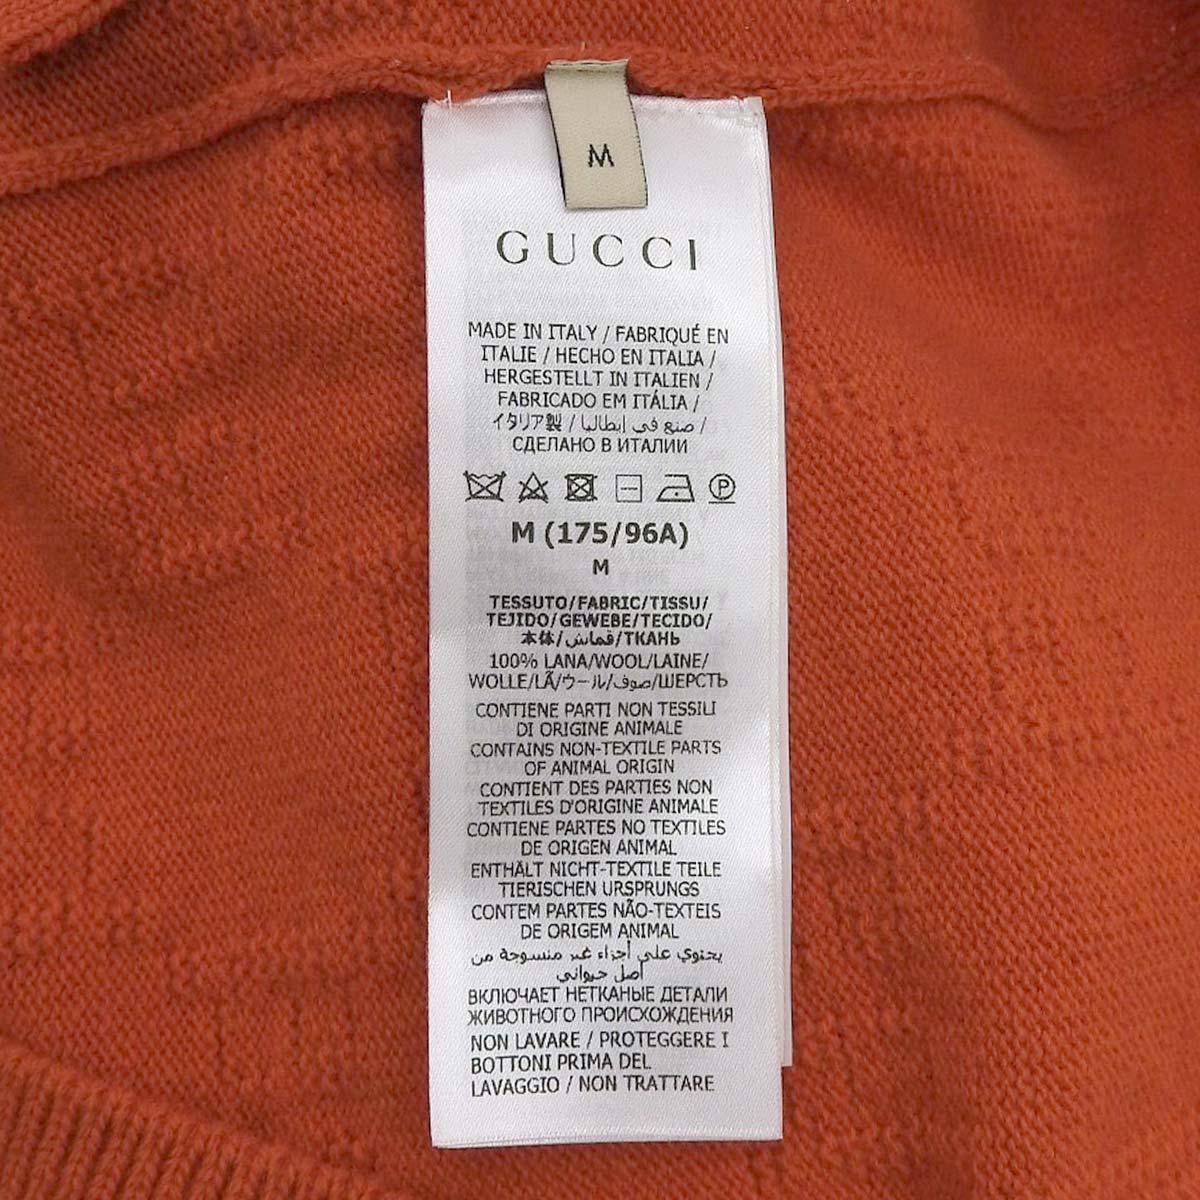 M
GUCCI
MADE IN ITALY / FABRIQUÉ EN
ITALIE / HECHO EN ITALIA /
HERGESTELLT IN ITALIEN /
FABRICADO EM ITÁLIA /
イタリア製 / صنع في إيطاليا /
СДЕЛАНО В ИТАЛИИ
P
M (175/96A)
M
TESSUTO/FABRIC/TISSU/
TEJIDO/GEWEBE/TECIDO/
本体/قماش/ТКАНЬ
100% LANA/WOOL/LAINE/
WOLLE/LÃ/ウール/صوف/ШЕРСТЬ
CONTIENE PARTI NON TESSILI
DI ORIGINE ANIMALE
CONTAINS NON-TEXTILE PARTS
OF ANIMAL ORIGIN
CONTIENT DES PARTIES NON
TEXTILES D'ORIGINE ANIMALE
CONTIENE PARTES NO TEXTILES
DE ORIGEN ANIMAL
ENTHÄLT NICHT-TEXTILE TEILE
TIERISCHEN URSPRUNGS
CONTEM PARTES NÃO-TEXTEIS
DE ORIGEM ANIMAL
يحتوي على أجزاء غير منسوجة من
أصل حيواني
ВКЛЮЧАЕТ НЕТКАНЫЕ ДЕТАЛИ
ЖИВОТНОГО ПРОИСХОЖДЕНИЯ
NON LAVARE / PROTEGGERE I
BOTTONI PRIMA DEL
LAVAGGIO / NON TRATTARE